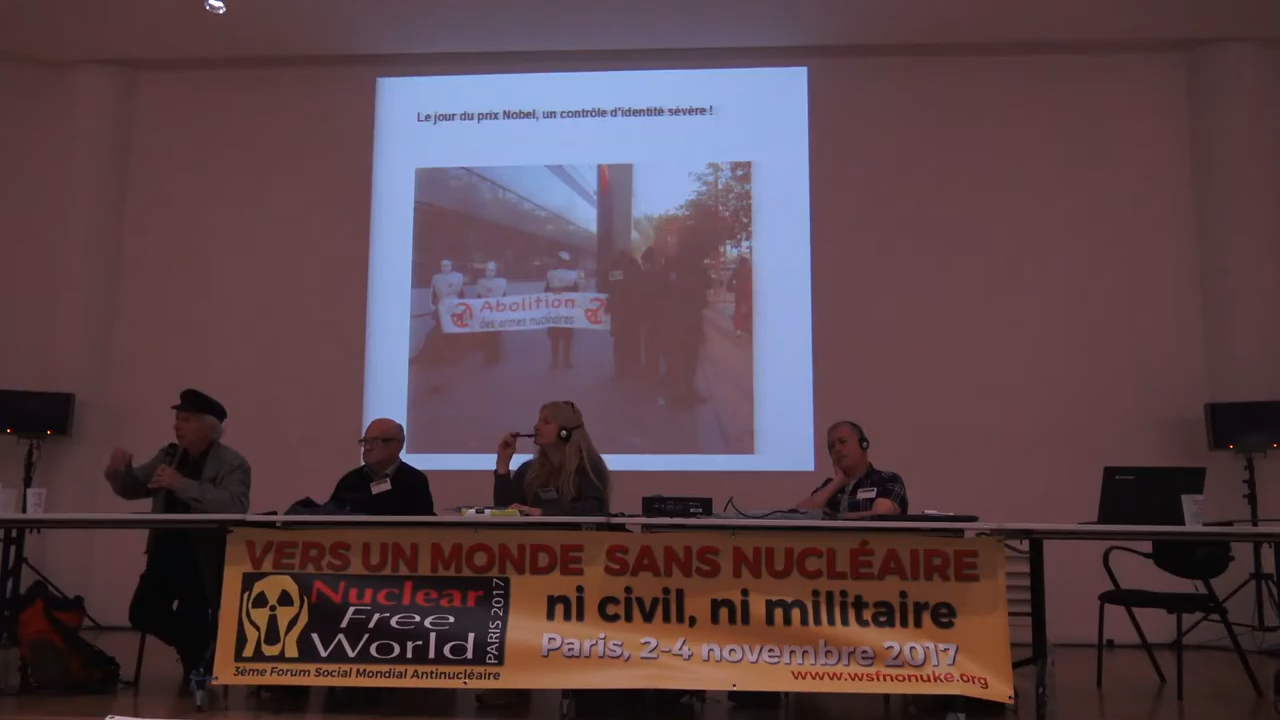 Le jour du prix Nobel, un contrôle d'identité sévère !
Abolition
des armes nucléaires
VERS UN MONDE SANS NUCLÉAIRE
Nuclear
Free
World
PARIS 2017
ni civil, ni militaire
Paris, 2-4 novembre 2017
3ème Forum Social Mondial Antinucléaire
www.wsfnonuke.org